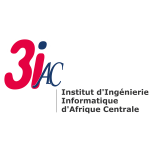 3iAC
Institut d'Ingénierie
Informatique
d'Afrique Centrale